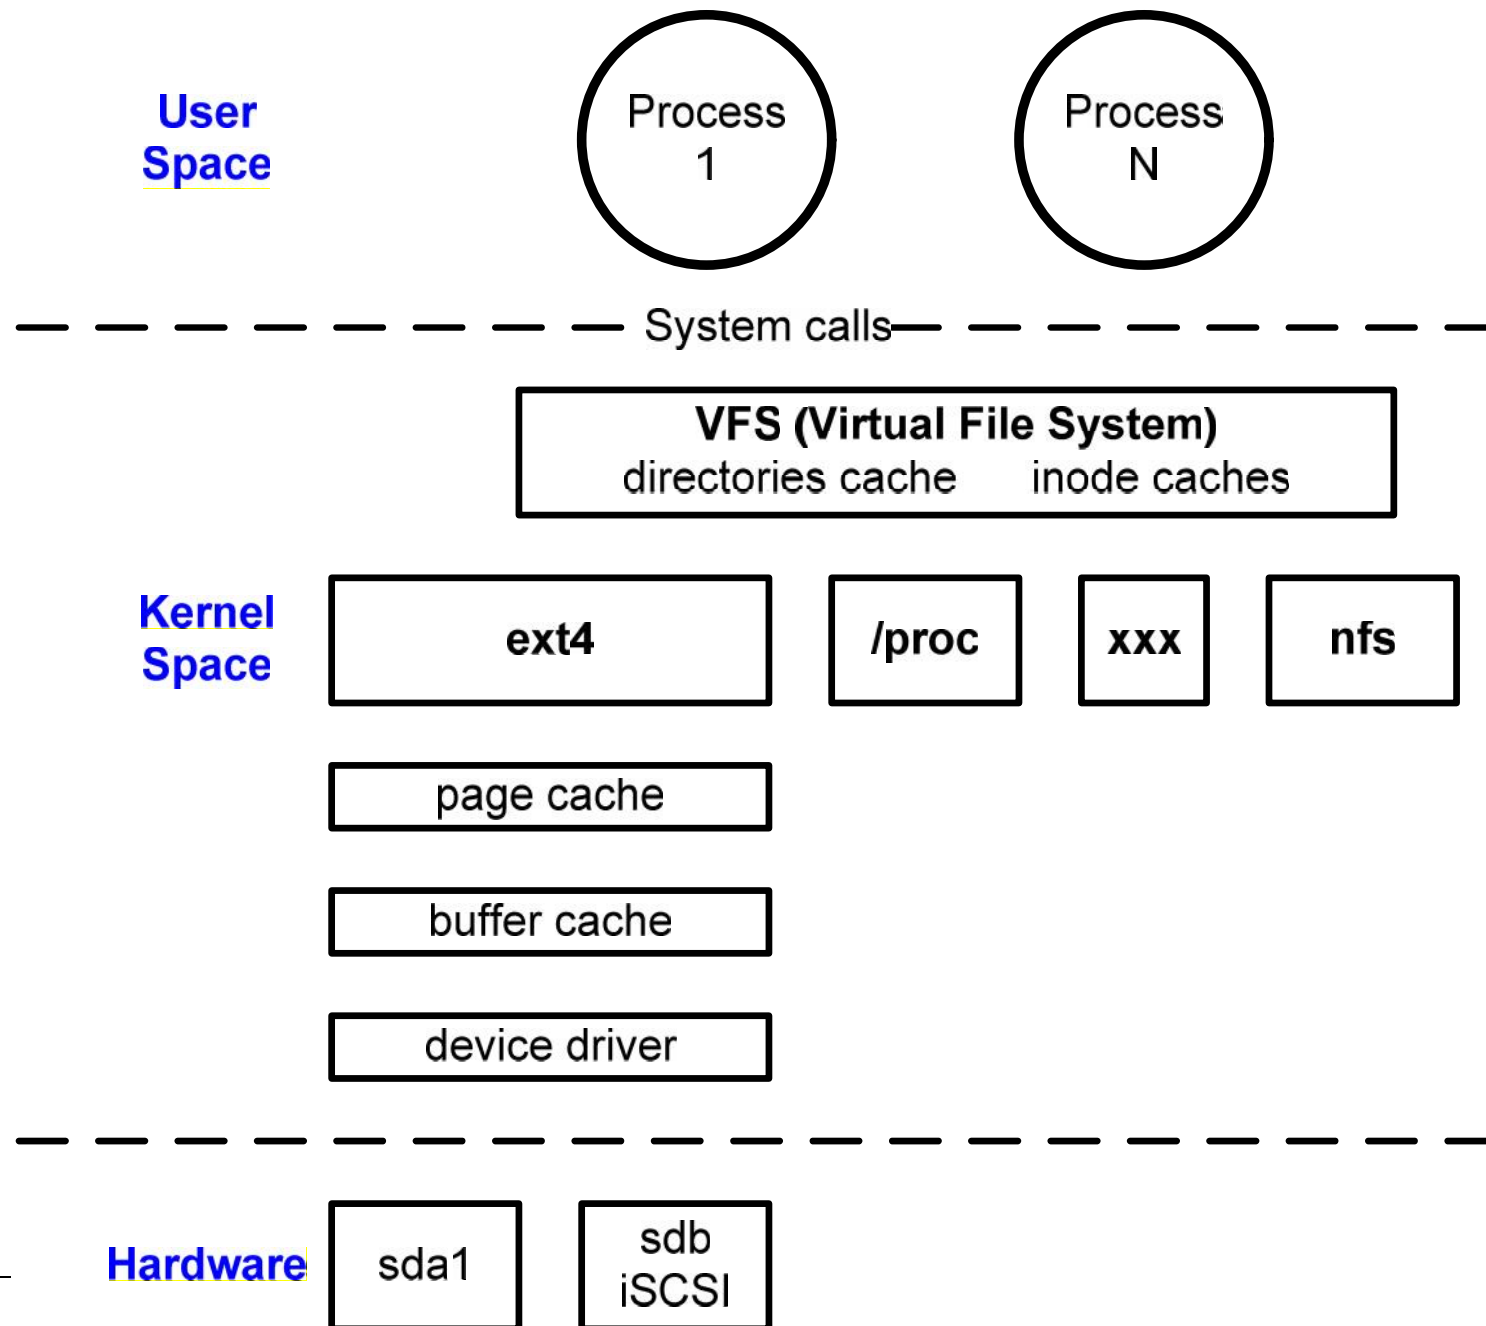 User
Space
Process
1
Process
N
System calls
VFS (Virtual File System)
directories cache inode caches
Kernel
Space
ext4
/proc
xxx
nfs
page cache
buffer cache
device driver
Hardware
sda1
sdb
iSCSI